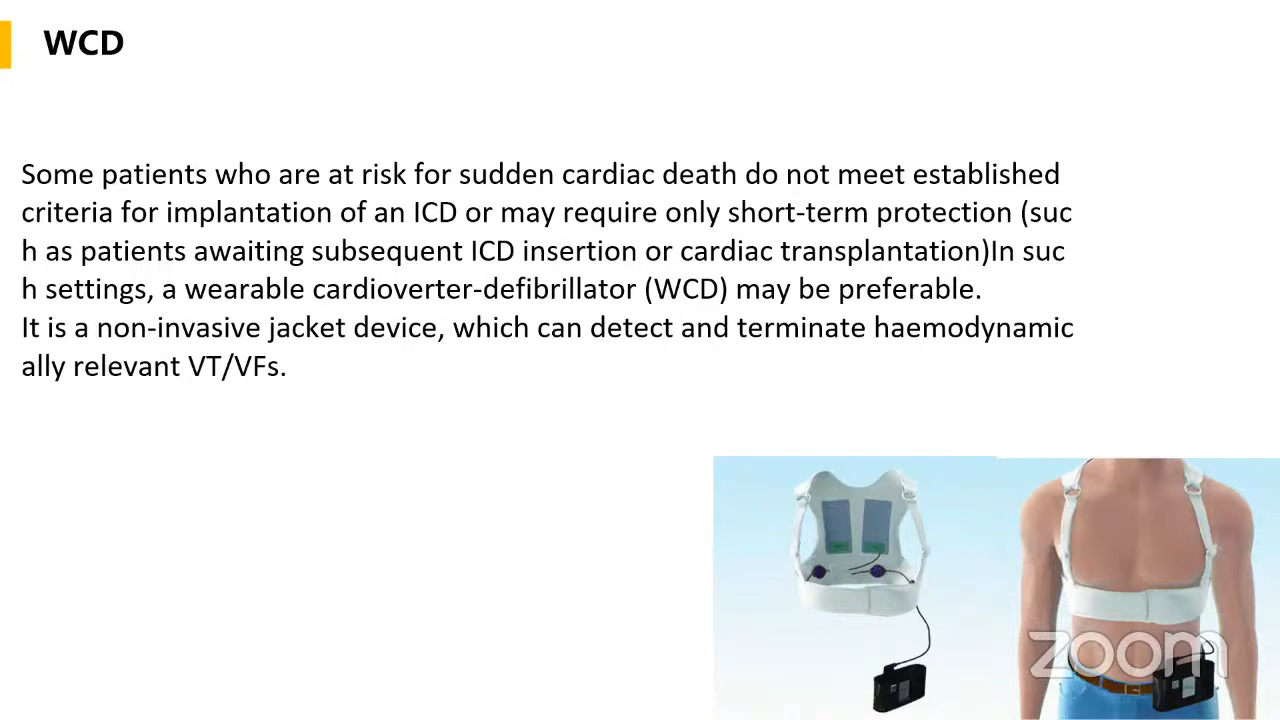 WCD
Some patients who are at risk for sudden cardiac death do not meet established
criteria for implantation of an ICD or may require only short-term protection (suc
h as patients awaiting subsequent ICD insertion or cardiac transplantation)In suc
h settings, a wearable cardioverter-defibrillator (WCD) may be preferable.
It is a non-invasive jacket device, which can detect and terminate haemodynamic
ally relevant VT/VFs.
zoom